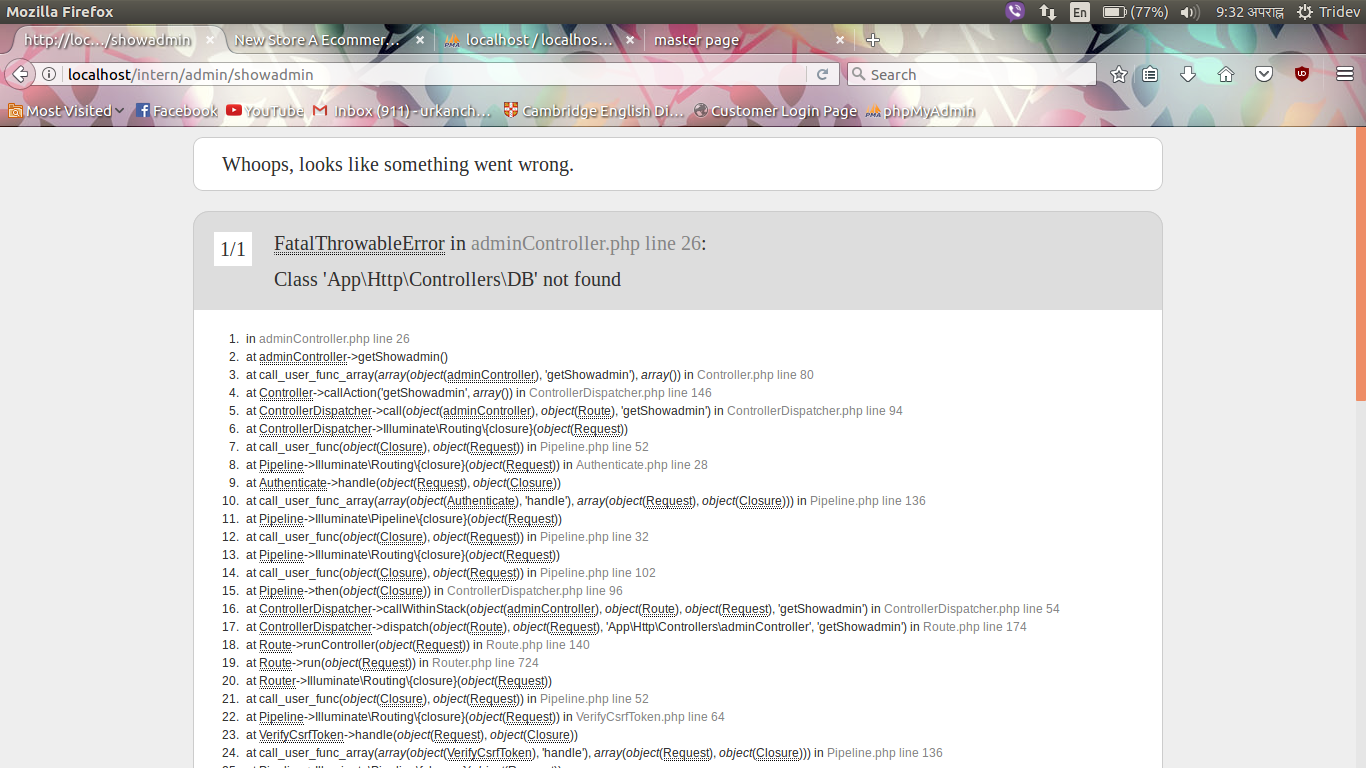 Mozilla Firefox
En (77%) 9:32 अपराह्न Tridev
http://loc…/showadmin × New Store A Ecommer… × PMA localhost / localhos… × master page × +
localhost/intern/admin/showadmin Search
Most Visited Facebook YouTube Inbox (911) - urkanch… Cambridge English Di… Customer Login Page PMA phpMyAdmin
Whoops, looks like something went wrong.
1/1 FatalThrowableError in adminController.php line 26:
Class 'App\Http\Controllers\DB' not found
1. in adminController.php line 26
2. at adminController->getShowadmin()
3. at call_user_func_array(array(object(adminController), 'getShowadmin'), array()) in Controller.php line 80
4. at Controller->callAction('getShowadmin', array()) in ControllerDispatcher.php line 146
5. at ControllerDispatcher->call(object(adminController), object(Route), 'getShowadmin') in ControllerDispatcher.php line 94
6. at ControllerDispatcher->Illuminate\Routing\{closure}(object(Request))
7. at call_user_func(object(Closure), object(Request)) in Pipeline.php line 52
8. at Pipeline->Illuminate\Routing\{closure}(object(Request)) in Authenticate.php line 28
9. at Authenticate->handle(object(Request), object(Closure))
10. at call_user_func_array(array(object(Authenticate), 'handle'), array(object(Request), object(Closure))) in Pipeline.php line 136
11. at Pipeline->Illuminate\Pipeline\{closure}(object(Request))
12. at call_user_func(object(Closure), object(Request)) in Pipeline.php line 32
13. at Pipeline->Illuminate\Routing\{closure}(object(Request))
14. at call_user_func(object(Closure), object(Request)) in Pipeline.php line 102
15. at Pipeline->then(object(Closure)) in ControllerDispatcher.php line 96
16. at ControllerDispatcher->callWithinStack(object(adminController), object(Route), object(Request), 'getShowadmin') in ControllerDispatcher.php line 54
17. at ControllerDispatcher->dispatch(object(Route), object(Request), 'App\Http\Controllers\adminController', 'getShowadmin') in Route.php line 174
18. at Route->runController(object(Request)) in Route.php line 140
19. at Route->run(object(Request)) in Router.php line 724
20. at Router->Illuminate\Routing\{closure}(object(Request))
21. at call_user_func(object(Closure), object(Request)) in Pipeline.php line 52
22. at Pipeline->Illuminate\Routing\{closure}(object(Request)) in VerifyCsrfToken.php line 64
23. at VerifyCsrfToken->handle(object(Request), object(Closure))
24. at call_user_func_array(array(object(VerifyCsrfToken), 'handle'), array(object(Request), object(Closure))) in Pipeline.php line 136